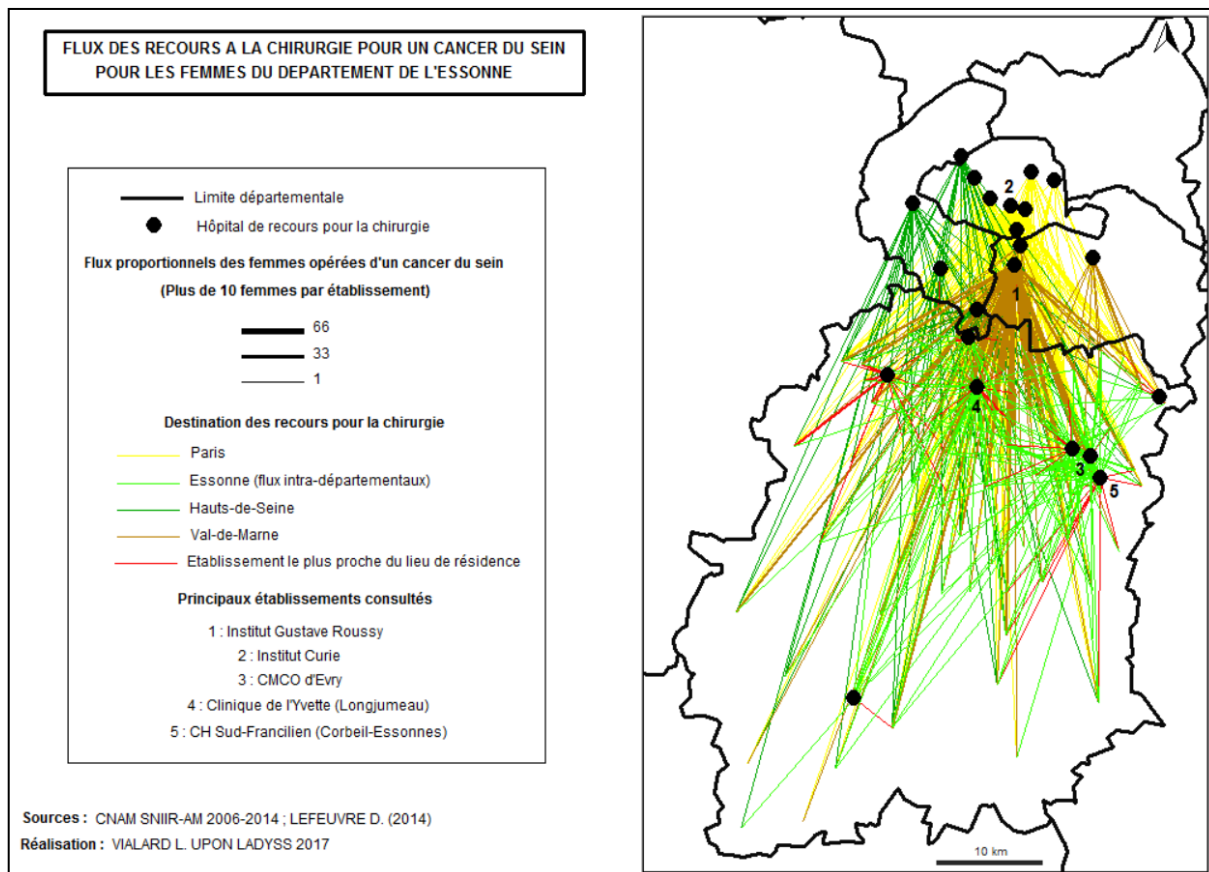 FLUX DES RECOURS A LA CHIRURGIE POUR UN CANCER DU SEIN
POUR LES FEMMES DU DEPARTEMENT DE L'ESSONNE
Limite départementale
Hôpital de recours pour la chirurgie
Flux proportionnels des femmes opérées d'un cancer du sein
(Plus de 10 femmes par établissement)
66
33
1
Destination des recours pour la chirurgie
Paris
Essonne (flux intra-départementaux)
Hauts-de-Seine
Val-de-Marne
Etablissement le plus proche du lieu de résidence
Principaux établissements consultés
1 : Institut Gustave Roussy
2 : Institut Curie
3 : CMCO d'Evry
4 : Clinique de l'Yvette (Longjumeau)
5 : CH Sud-Francilien (Corbeil-Essonnes)
Sources : CNAM SNIIR-AM 2006-2014 ; LEFEUVRE D. (2014)
Réalisation : VIALARD L. UPON LADYSS 2017
2
1
4
3
5
10 km